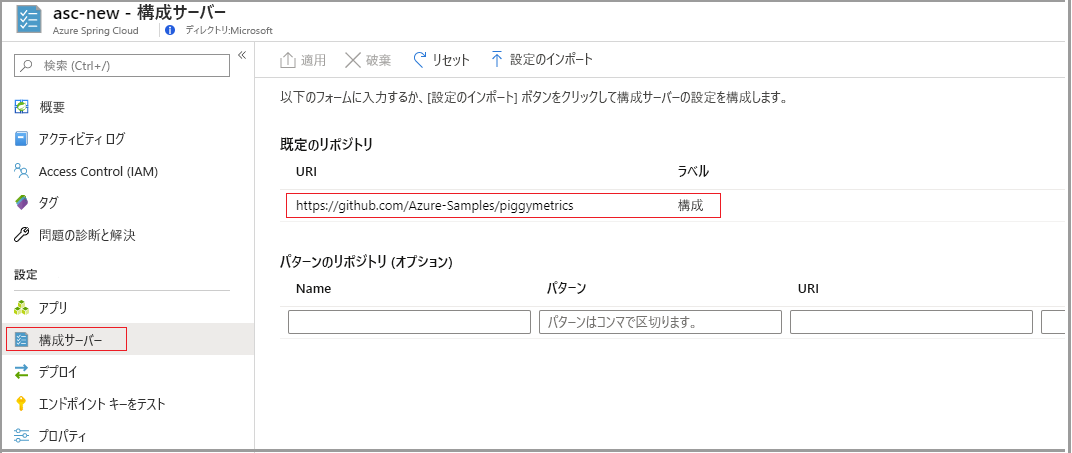 asc-new - 構成サーバー
Azure Spring Cloud
ディレクトリ:Microsoft
検索 (Ctrl+/)
概要
アクティビティ ログ
Access Control (IAM)
タグ
問題の診断と解決
設定
アプリ
構成サーバー
デプロイ
エンドポイント キーをテスト
プロパティ
適用 破棄 リセット 設定のインポート
以下のフォームに入力するか、[設定のインポート] ボタンをクリックして構成サーバーの設定を構成します。
既定のリポジトリ
URI ラベル
https://github.com/Azure-Samples/piggymetrics 構成
パターンのリポジトリ (オプション)
Name パターン URI
パターンはコンマで区切ります。